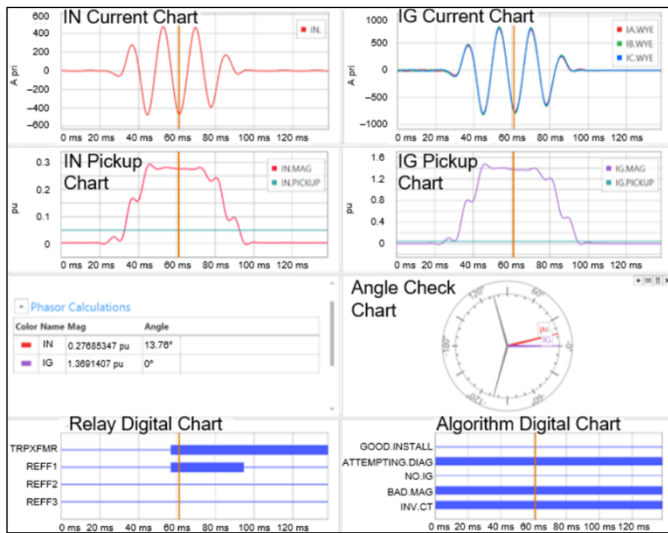 IN Current Chart
IG Current Chart
600
400
200
0
−200
−400
−600
A pri
IN.
0 ms 20 ms 40 ms 60 ms 80 ms 100 ms 120 ms
1000
500
0
−500
−1000
A pri
IA.WYE
IB.WYE
IC.WYE
0 ms 20 ms 40 ms 60 ms 80 ms 100 ms 120 ms
IN Pickup
Chart
0.3
0.2
0.1
0
pu
IN.MAG
IN.PICKUP
0 ms 20 ms 40 ms 60 ms 80 ms 100 ms 120 ms
IG Pickup
Chart
1.6
1.2
0.8
0.4
0
pu
IG.MAG
IG.PICKUP
0 ms 20 ms 40 ms 60 ms 80 ms 100 ms 120 ms
Phasor Calculations
Color Name Mag Angle
IN 0.27685347 pu 13.76°
IG 1.3691407 pu 0°
Angle Check
Chart
120°
60°
180°
-0°
-120°
-60°
IN
IG
Relay Digital Chart
TRPXFMR
REFF1
REFF2
REFF3
0 ms 20 ms 40 ms 60 ms 80 ms 100 ms 120 ms
Algorithm Digital Chart
GOOD.INSTALL
ATTEMPTING.DIAG
NO.IG
BAD.MAG
INV.CT
0 ms 20 ms 40 ms 60 ms 80 ms 100 ms 120 ms